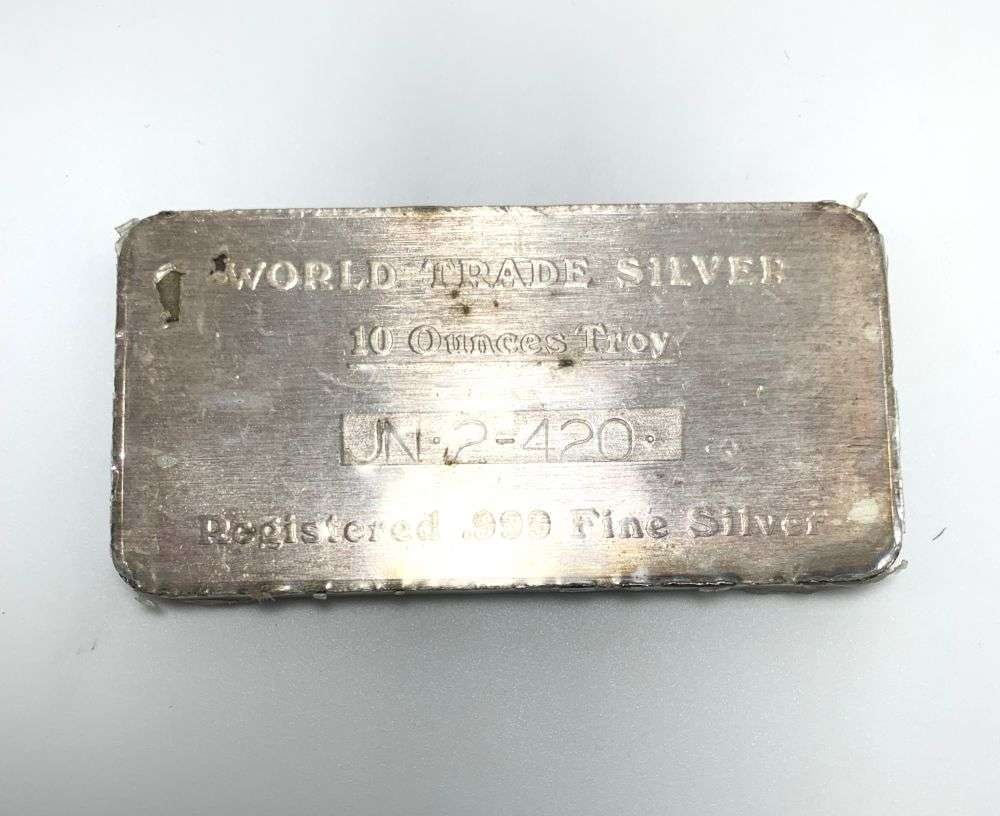 WORLD TRADE SILVER
10 Ounces Troy
JN·2-420·
Registered .999 Fine Silver